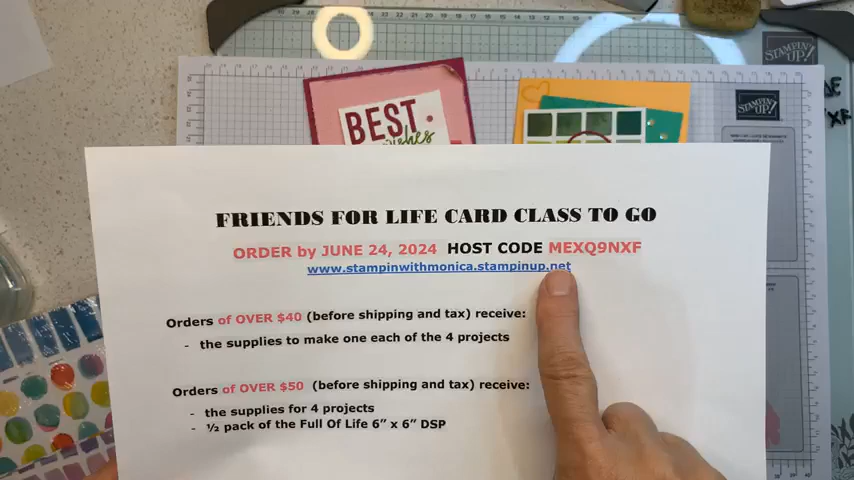 STAMPIN' UP!
STAMPIN' UP!
BEST
wishes
FRIENDS FOR LIFE CARD CLASS TO GO
ORDER by JUNE 24, 2024 HOST CODE MEXQ9NXF
www.stampinwithmonica.stampinup.net
Orders of OVER $40 (before shipping and tax) receive:
- the supplies to make one each of the 4 projects
Orders of OVER $50 (before shipping and tax) receive:
- the supplies for 4 projects
- ½ pack of the Full Of Life 6” x 6” DSP